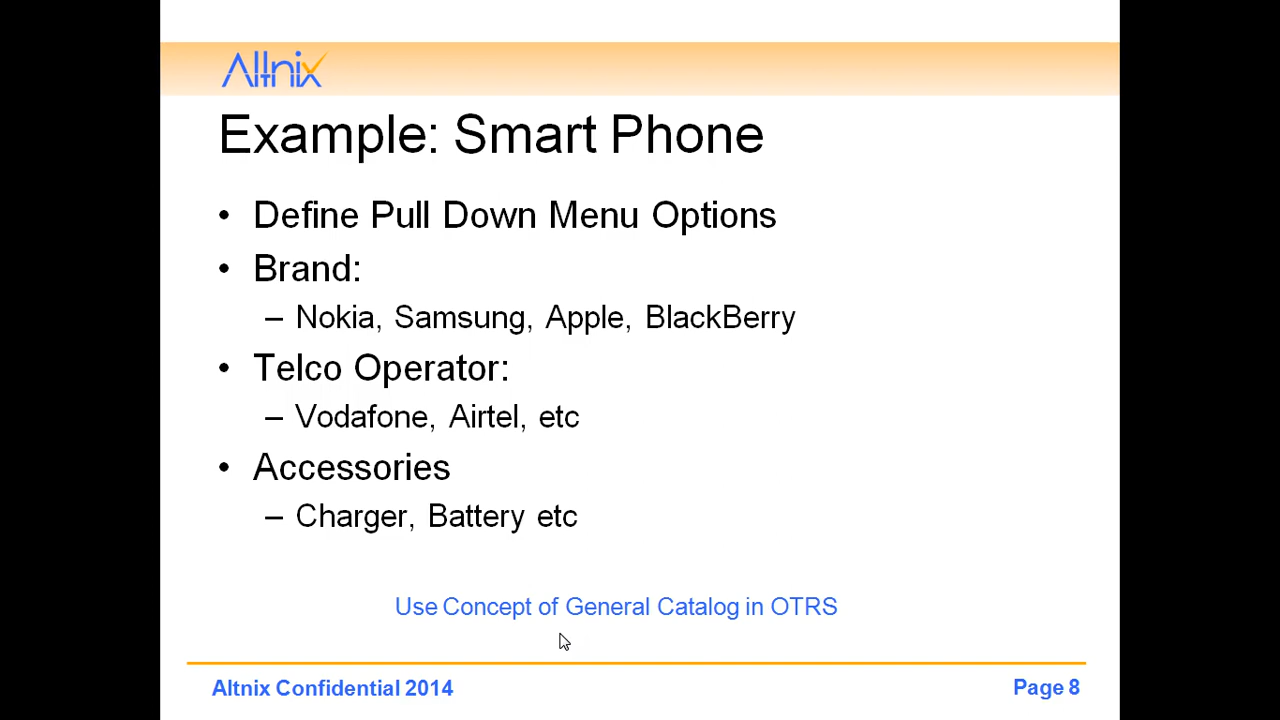 Altnix
Example: Smart Phone
• Define Pull Down Menu Options
• Brand:
– Nokia, Samsung, Apple, BlackBerry
• Telco Operator:
– Vodafone, Airtel, etc
• Accessories
– Charger, Battery etc
Use Concept of General Catalog in OTRS
Altnix Confidential 2014
Page 8